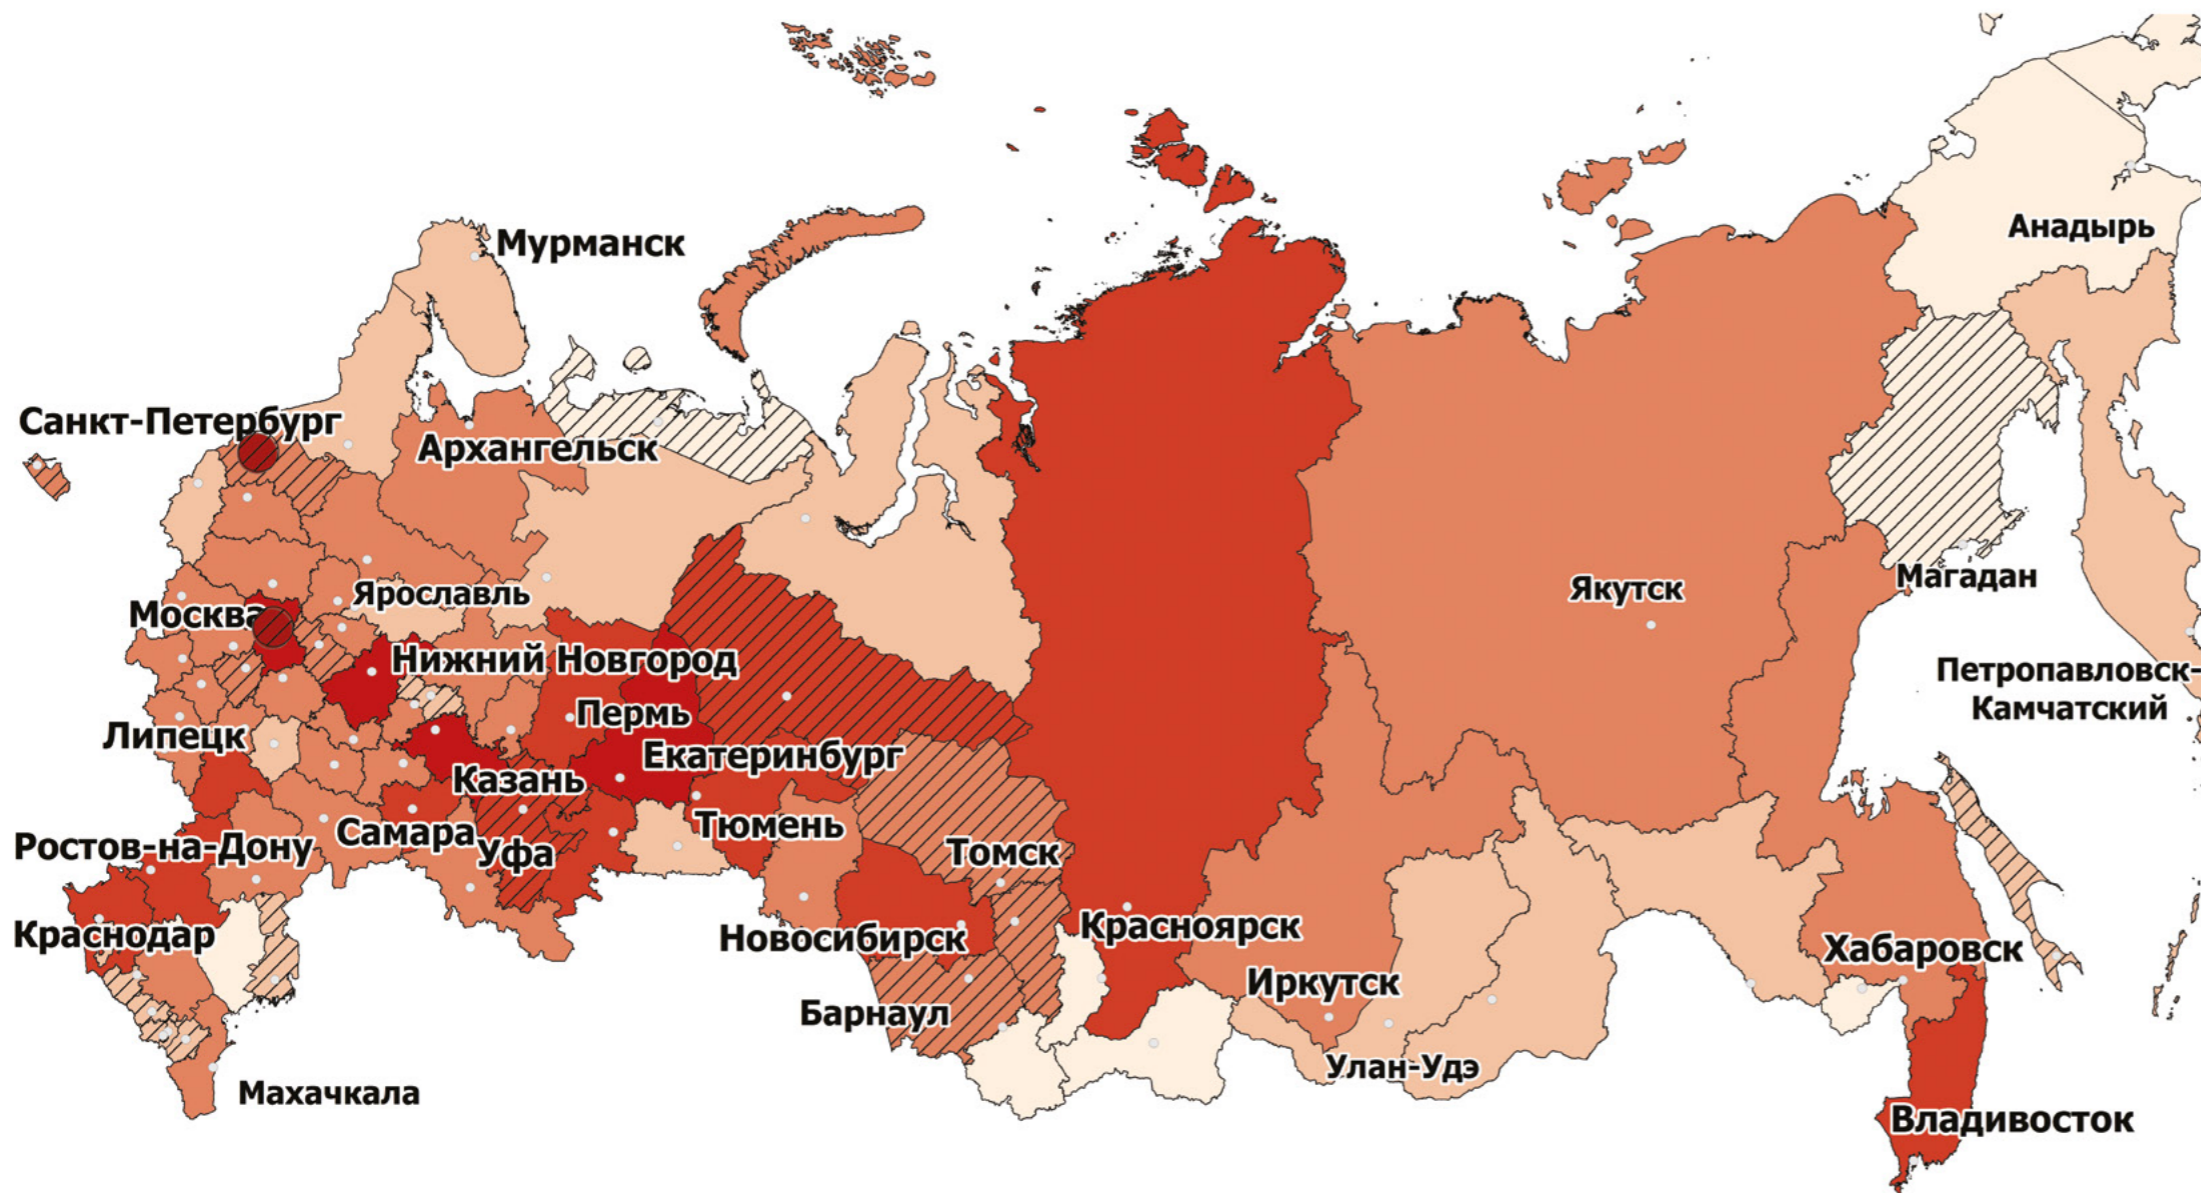 Мурманск
Анадырь
Санкт-Петербург
Архангельск
Якутск
Магадан
Ярославль
Москва
Нижний Новгород
Петропавловск-
Камчатский
Пермь
Липецк
Екатеринбург
Казань
Тюмень
Самара
Уфа
Ростов-на-Дону
Томск
Красноярск
Краснодар
Новосибирск
Хабаровск
Иркутск
Барнаул
Улан-Удэ
Махачкала
Владивосток